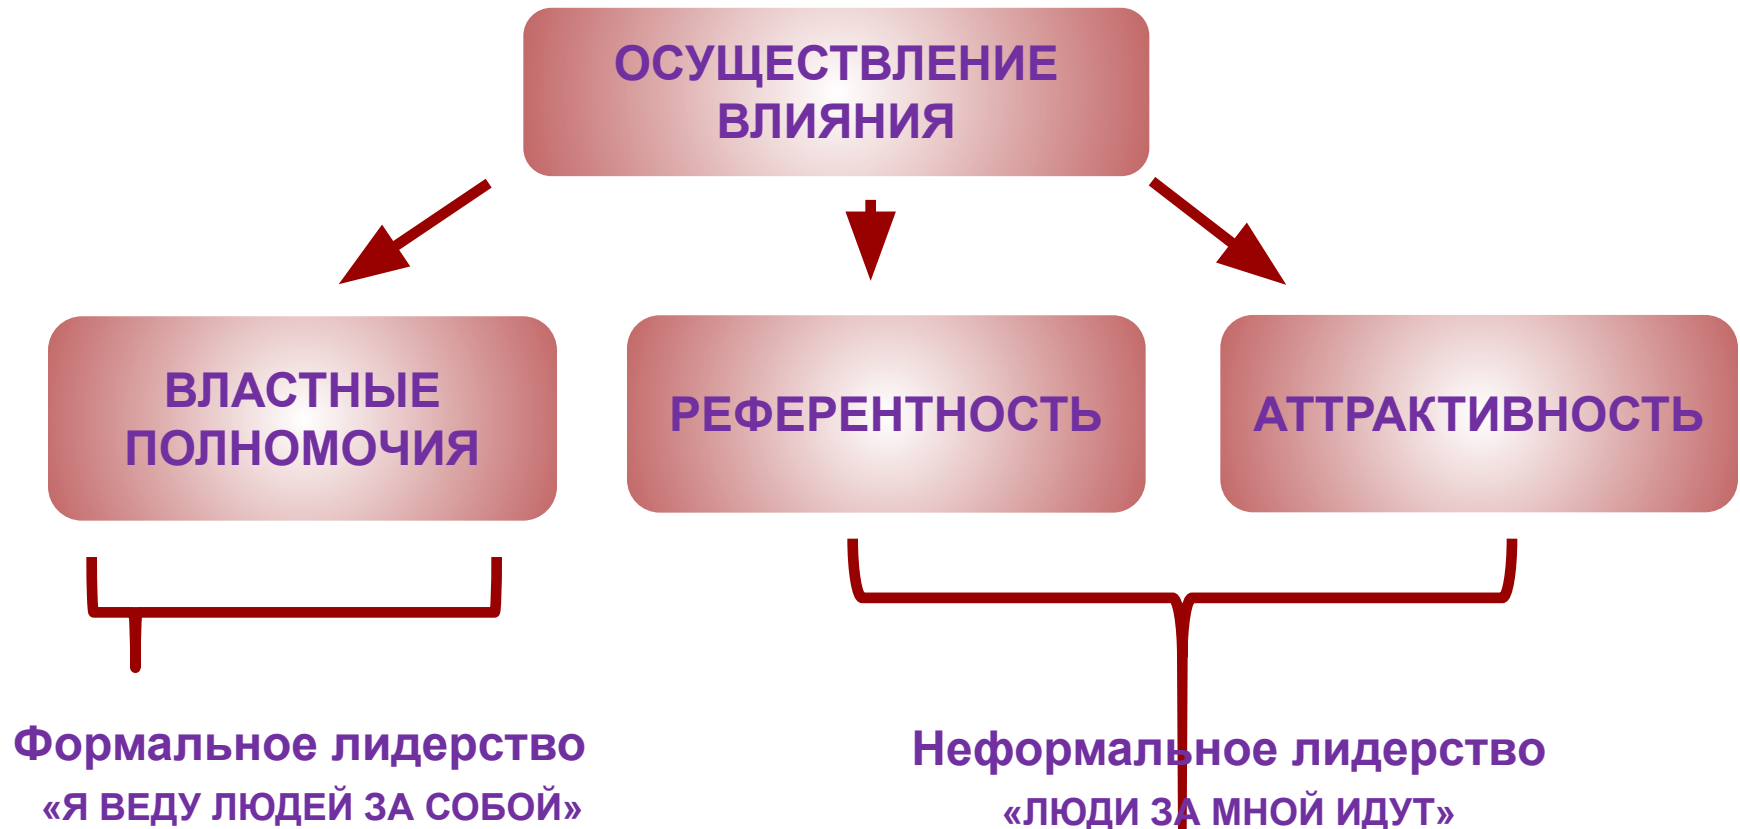 ОСУЩЕСТВЛЕНИЕ
ВЛИЯНИЯ
ВЛАСТНЫЕ
ПОЛНОМОЧИЯ
РЕФЕРЕНТНОСТЬ
АТТРАКТИВНОСТЬ
Формальное лидерство
«Я ВЕДУ ЛЮДЕЙ ЗА СОБОЙ»
Неформальное лидерство
«ЛЮДИ ЗА МНОЙ ИДУТ»